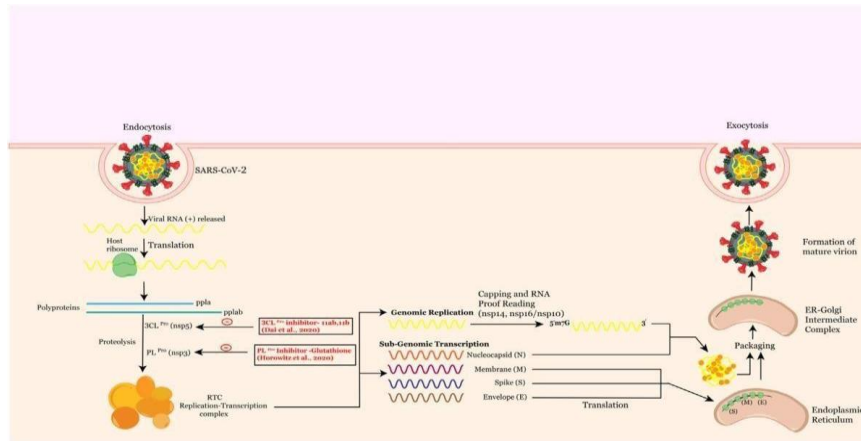 Endocytosis
Exocytosis
SARS-CoV-2
Viral RNA (+) released
Host
ribosome
Translation
Formation of
mature virion
Polyproteins
ppla
pplab
3CL Pro (nsp5)
3CL Pro inhibitor- 11ab,11b
(Dai et al., 2020)
Proteolysis
PL Pro (nsp3)
PL Pro Inhibitor -Glutathione
(Horowitz et al., 2020)
RTC
Replication-Transcription
complex
Capping and RNA
Proof Reading
(nsp14, nsp16/nsp10)
Genomic Replication
5'm7G
3'
Sub-Genomic Transcription
Nucleocapsid (N)
Membrane (M)
Spike (S)
Envelope (E)
Translation
ER-Golgi
Intermediate
Complex
Packaging
(S)
(M)
(E)
Endoplasmic
Reticulum